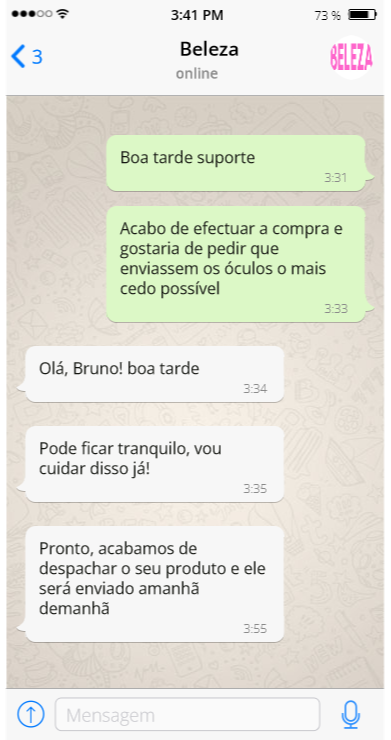 3:41 PM
73 %
3
Beleza
online
BELEZA
Boa tarde suporte
3:31
Acabo de efectuar a compra e
gostaria de pedir que
enviassem os óculos o mais
cedo possível
3:33
Olá, Bruno! boa tarde
3:34
Pode ficar tranquilo, vou
cuidar disso já!
3:35
Pronto, acabamos de
despachar o seu produto e ele
será enviado amanhã
demanhã
3:55
Mensagem